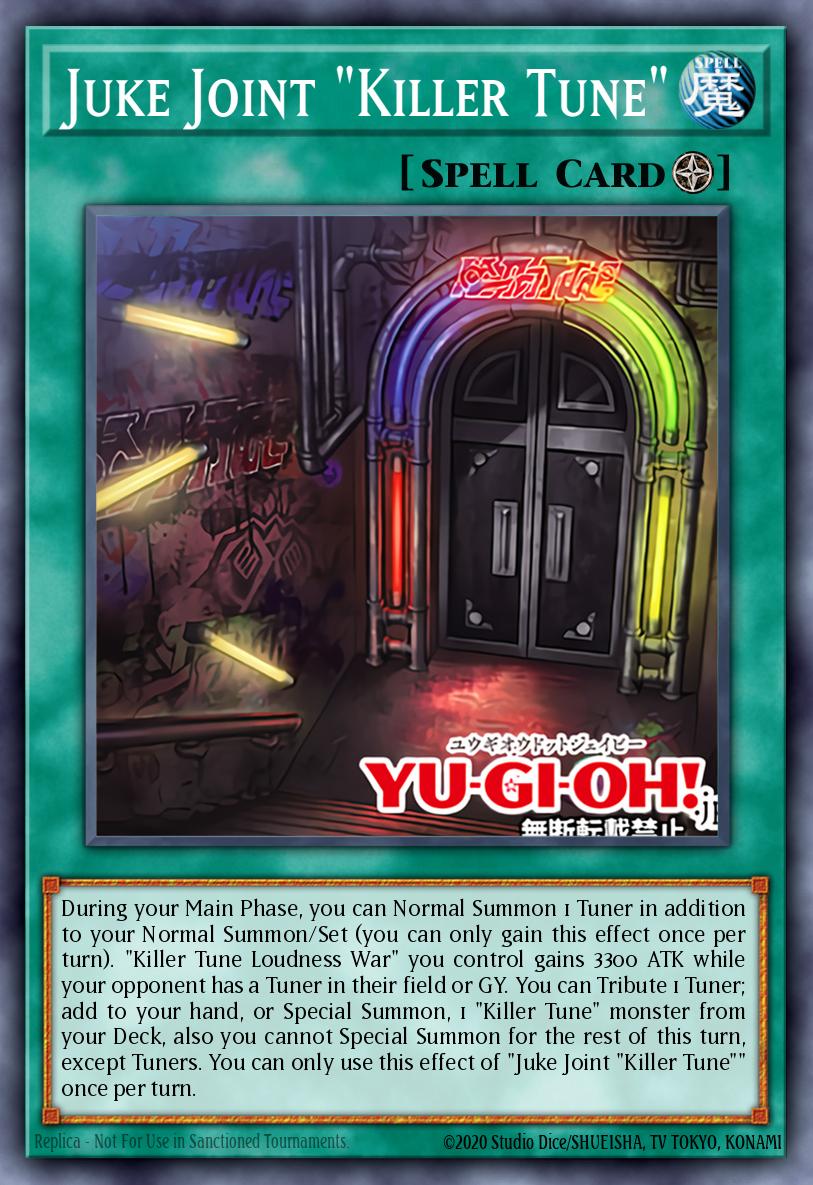 Juke Joint "Killer Tune"
SPELL
魔
[Spell Card]
ユウギオウドットジェイピー
YU-GI-OH!.jp
無断転載禁止
During your Main Phase, you can Normal Summon 1 Tuner in addition
to your Normal Summon/Set (you can only gain this effect once per
turn). "Killer Tune Loudness War" you control gains 3300 ATK while
your opponent has a Tuner in their field or GY. You can Tribute 1 Tuner;
add to your hand, or Special Summon, 1 "Killer Tune" monster from
your Deck, also you cannot Special Summon for the rest of this turn,
except Tuners. You can only use this effect of "Juke Joint "Killer Tune""
once per turn.
Replica - Not For Use in Sanctioned Tournaments.
©2020 Studio Dice/SHUEISHA, TV TOKYO, KONAMI